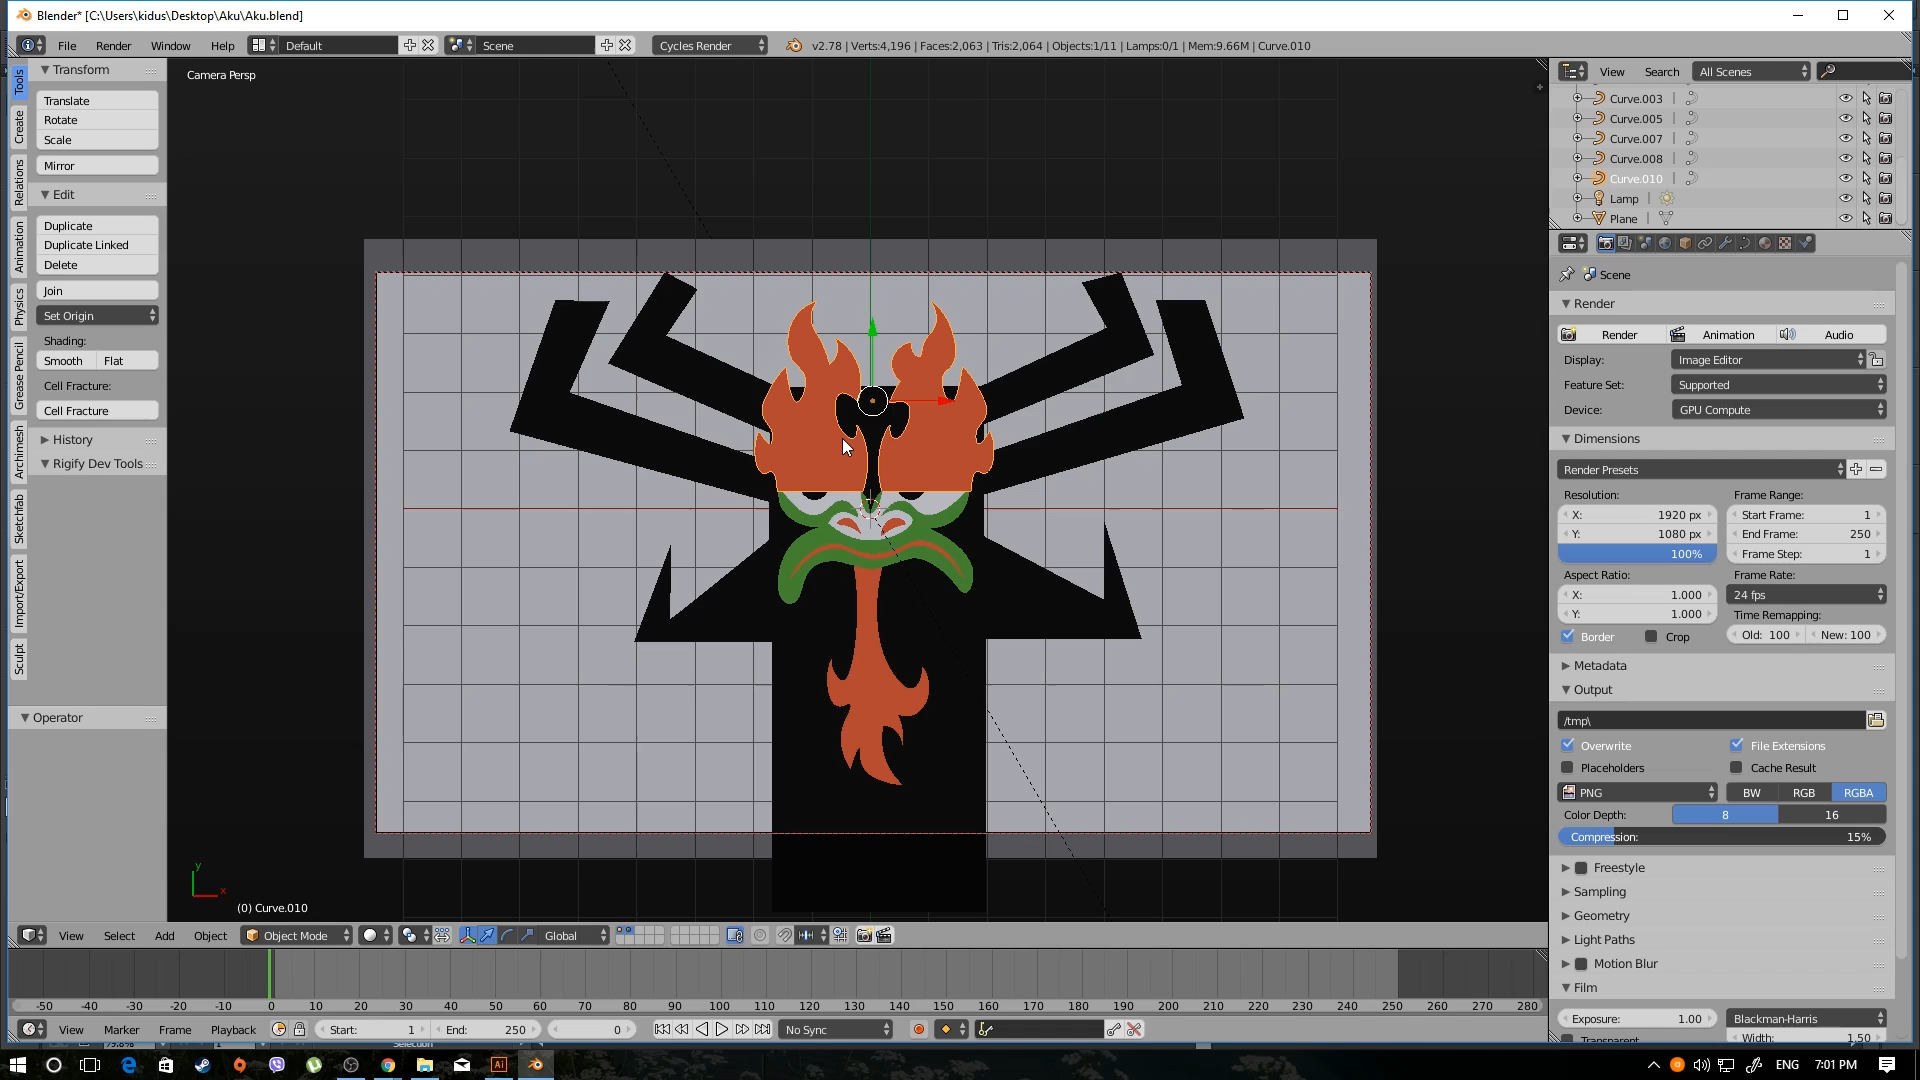 Blender* [C:\Users\kidus\Desktop\Aku\Aku.blend]
File Render Window Help Default Scene Cycles Render v2.78 | Verts:4,196 | Faces:2,063 | Tris:2,064 | Objects:1/11 | Lamps:0/1 | Mem:9.66M | Curve.010
Tools
Create
Relations
Animation
Physics
Grease Pencil
Archimesh
Sketchfab
Import/Export
Sculpt
Transform
Translate
Rotate
Scale
Mirror
Edit
Duplicate
Duplicate Linked
Delete
Join
Set Origin
Shading:
Smooth Flat
Cell Fracture:
Cell Fracture
History
Rigify Dev Tools
Operator
Camera Persp
y
x
(0) Curve.010
View Search All Scenes
Curve.003
Curve.005
Curve.007
Curve.008
Curve.010
Lamp
Plane
Scene
Render
Render Animation Audio
Display: Image Editor
Feature Set: Supported
Device: GPU Compute
Dimensions
Render Presets
Resolution: Frame Range:
X: 1920 px Start Frame: 1
Y: 1080 px End Frame: 250
100% Frame Step: 1
Aspect Ratio: Frame Rate:
X: 1.000 24 fps
Y: 1.000 Time Remapping:
Border Crop Old: 100 New: 100
Metadata
Output
/tmp\
Overwrite File Extensions
Placeholders Cache Result
PNG BW RGB RGBA
Color Depth: 8 16
Compression: 15%
Freestyle
Sampling
Geometry
Light Paths
Motion Blur
Film
Exposure: 1.00 Blackman-Harris
Transparent Width: 1.50
View Select Add Object Object Mode Global
-50 -40 -30 -20 -10 0 10 20 30 40 50 60 70 80 90 100 110 120 130 140 150 160 170 180 190 200 210 220 230 240 250 260 270 280
View Marker Frame Playback Start: 1 End: 250 0 No Sync
79.8% 1 Selection
Ai ENG 7:01 PM